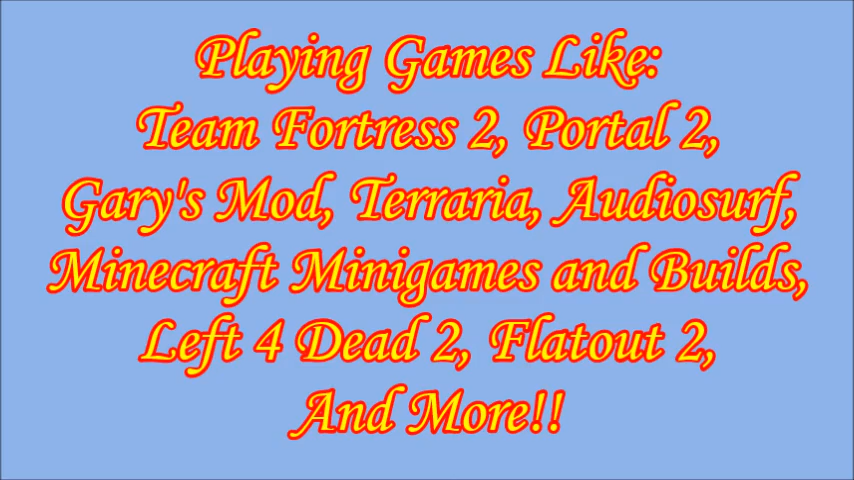 Playing Games Like:
Team Fortress 2, Portal 2,
Gary's Mod, Terraria, Audiosurf,
Minecraft Minigames and Builds,
Left 4 Dead 2, Flatout 2,
And More!!